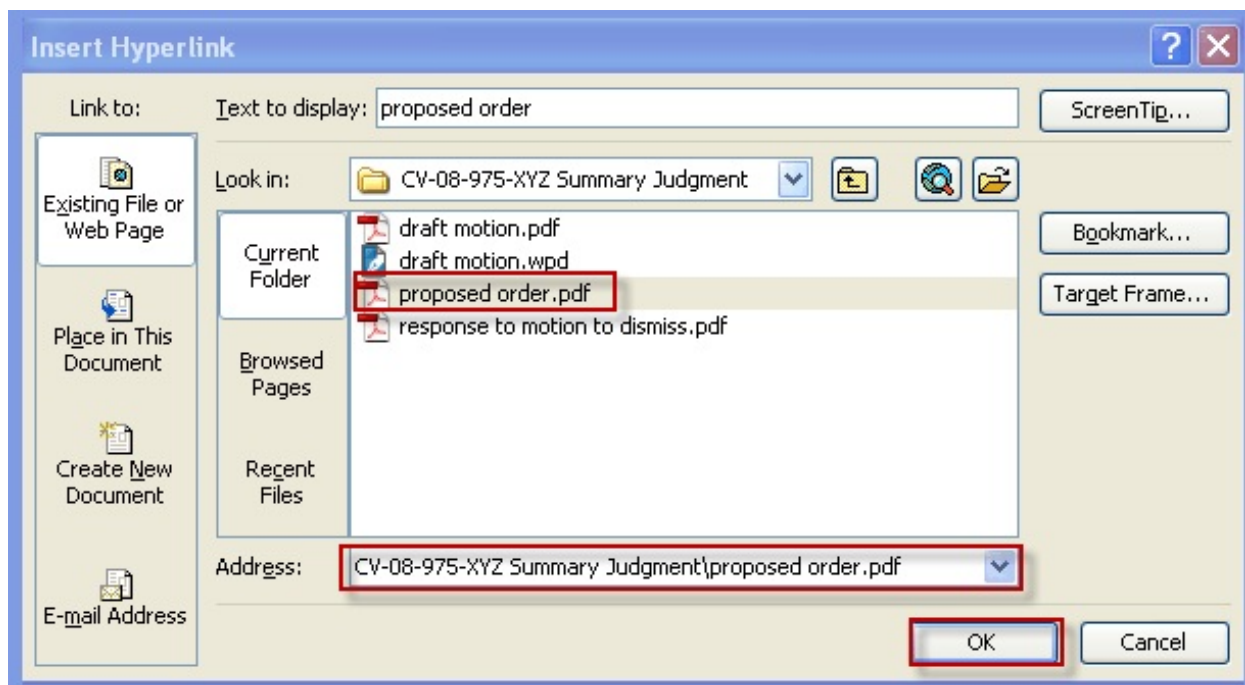 Insert Hyperlink
Link to:
Text to display: proposed order
ScreenTip...
Existing File or
Web Page
Look in: CV-08-975-XYZ Summary Judgment
Current
Folder
draft motion.pdf
draft motion.wpd
proposed order.pdf
response to motion to dismiss.pdf
Bookmark...
Target Frame...
Place in This
Document
Browsed
Pages
Create New
Document
Recent
Files
Address: CV-08-975-XYZ Summary Judgment\proposed order.pdf
E-mail Address
OK
Cancel